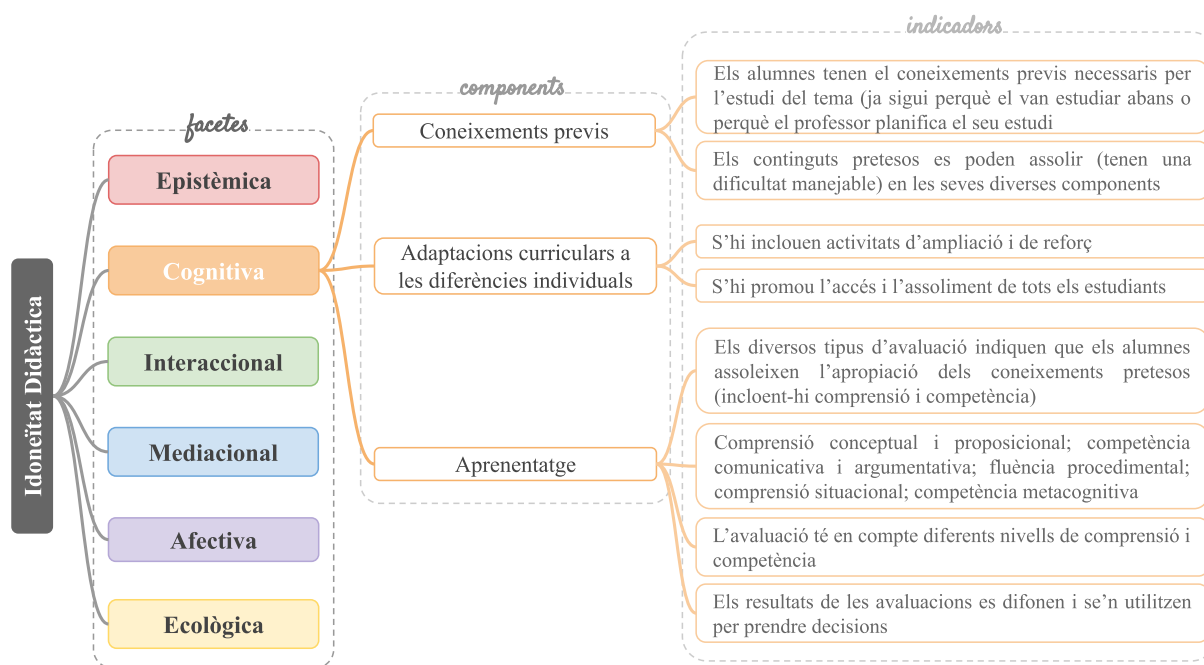 Idoneïtat Didàctica
facetes
Epistèmica
Cognitiva
Interaccional
Mediacional
Afectiva
Ecològica
components
Coneixements previs
Adaptacions curriculars a
les diferències individuals
Aprenentatge
indicadors
Els alumnes tenen el coneixements previs necessaris per
l’estudi del tema (ja sigui perquè el van estudiar abans o
perquè el professor planifica el seu estudi
Els continguts pretesos es poden assolir (tenen una
dificultat manejable) en les seves diverses components
S’hi inclouen activitats d’ampliació i de reforç
S’hi promou l’accés i l’assoliment de tots els estudiants
Els diversos tipus d’avaluació indiquen que els alumnes
assoleixen l’apropiació dels coneixements pretesos
(incloent-hi comprensió i competència)
Comprensió conceptual i proposicional; competència
comunicativa i argumentativa; fluència procedimental;
comprensió situacional; competència metacognitiva
L’avaluació té en compte diferents nivells de comprensió i
competència
Els resultats de les avaluacions es difonen i se’n utilitzen
per prendre decisions